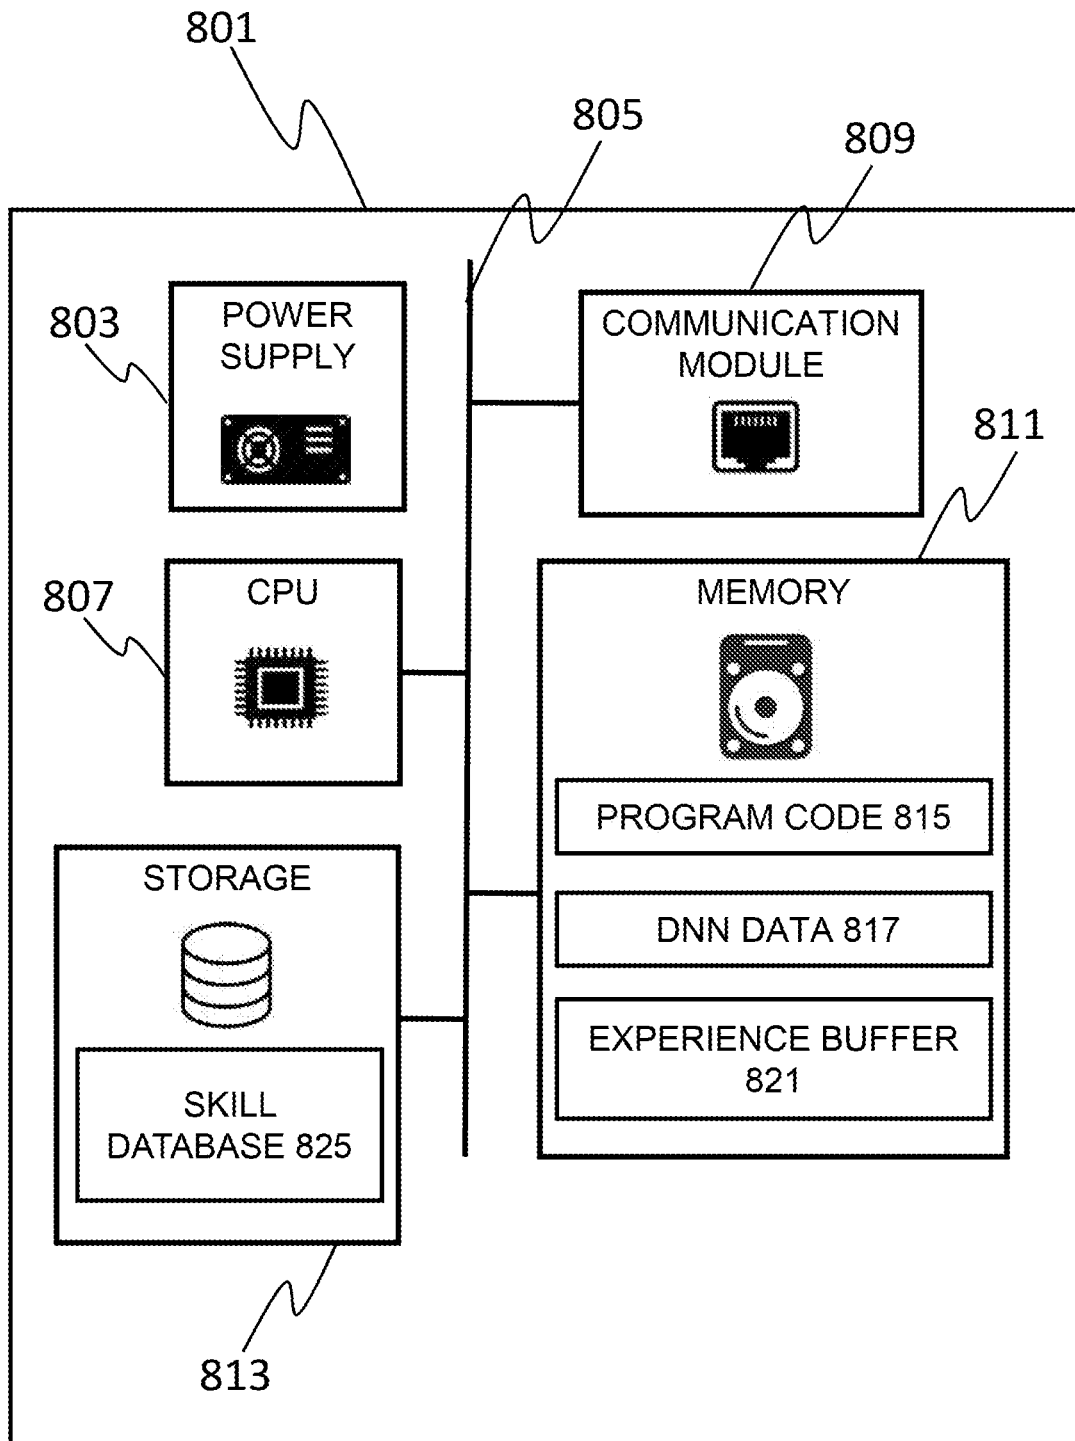 801
805
809
803
POWER
SUPPLY
COMMUNICATION
MODULE
811
807
CPU
MEMORY
PROGRAM CODE 815
STORAGE
DNN DATA 817
EXPERIENCE BUFFER
821
SKILL
DATABASE 825
813